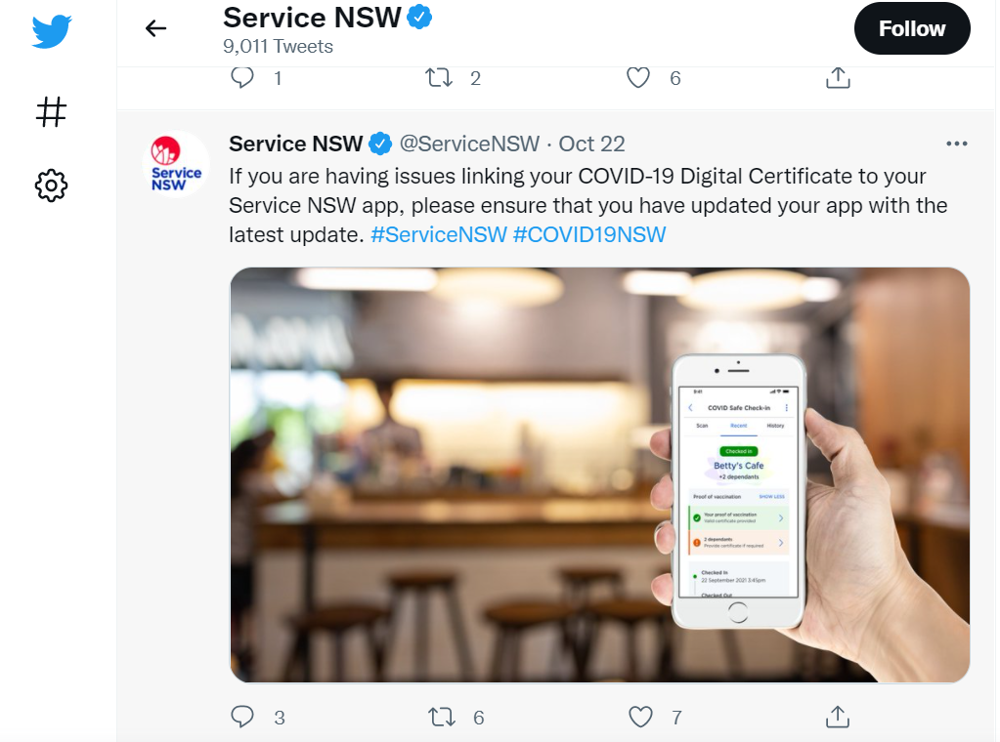 Service NSW
9,011 Tweets
Follow
1 2 6
Service NSW @ServiceNSW · Oct 22
Service
NSW
If you are having issues linking your COVID-19 Digital Certificate to your
Service NSW app, please ensure that you have updated your app with the
latest update. #ServiceNSW #COVID19NSW
9:41
COVID Safe Check-in
Scan Recent History
Checked in
Betty's Cafe
+2 dependants
Proof of vaccination SHOW LESS
Your proof of vaccination
Valid certificate provided
2 dependants
Provide certificate if required
Checked In
22 September 2021 3:45pm
Checked Out
3 6 7